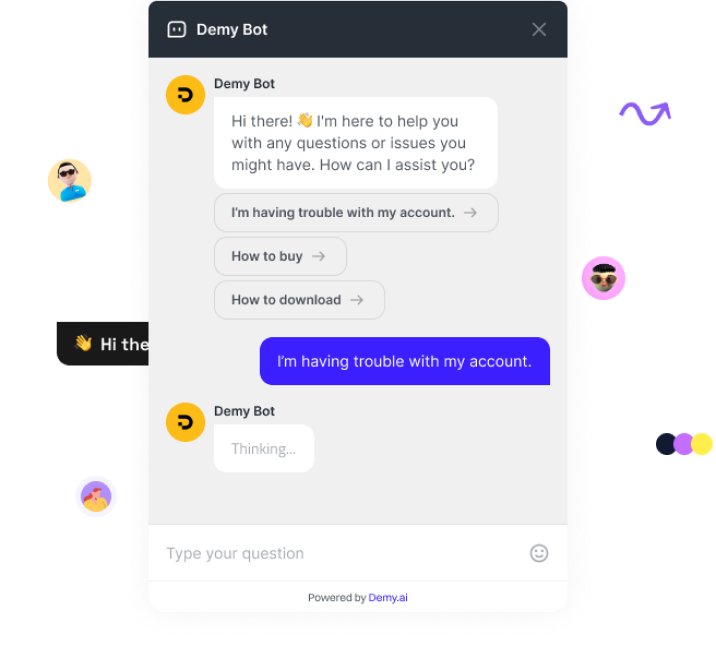 Demy Bot
Demy Bot
Hi there! 👋 I'm here to help you
with any questions or issues you
might have. How can I assist you?
I'm having trouble with my account. →
How to buy →
How to download →
👋 Hi the
I'm having trouble with my account.
Demy Bot
Thinking...
Type your question
Powered by Demy.ai